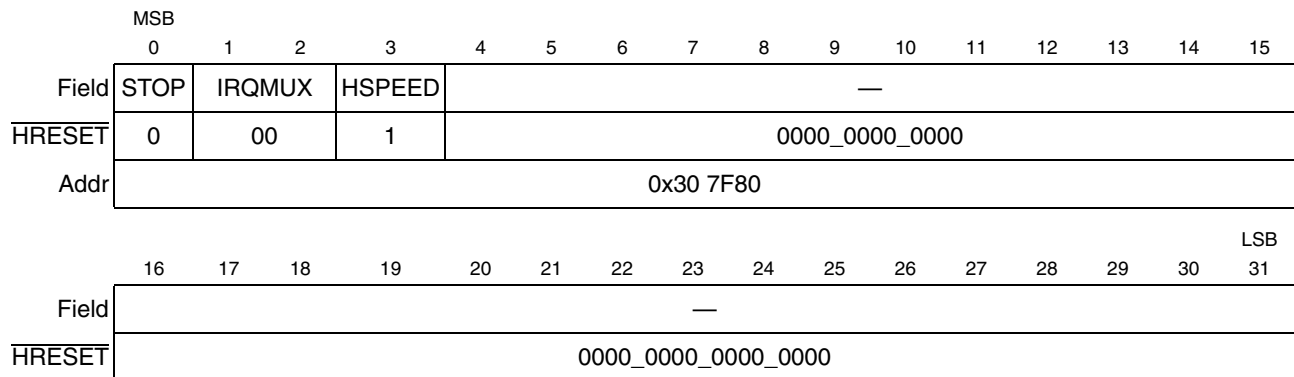 MSB
0 1 2 3 4 5 6 7 8 9 10 11 12 13 14 15
Field STOP IRQMUX HSPEED —
HRESET 0 00 1 0000_0000_0000
Addr 0x30 7F80
LSB
16 17 18 19 20 21 22 23 24 25 26 27 28 29 30 31
Field —
HRESET 0000_0000_0000_0000